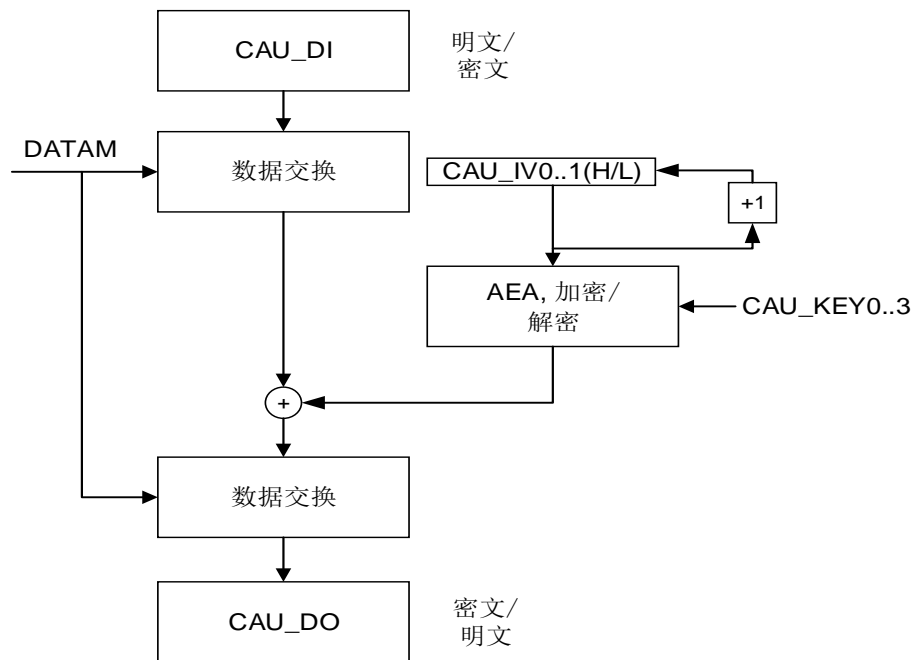 CAU_DI
明文/
密文
DATAM
数据交换
CAU_IV0..1(H/L)
+1
AEA, 加密/
解密
CAU_KEY0..3
+
数据交换
CAU_DO
密文/
明文